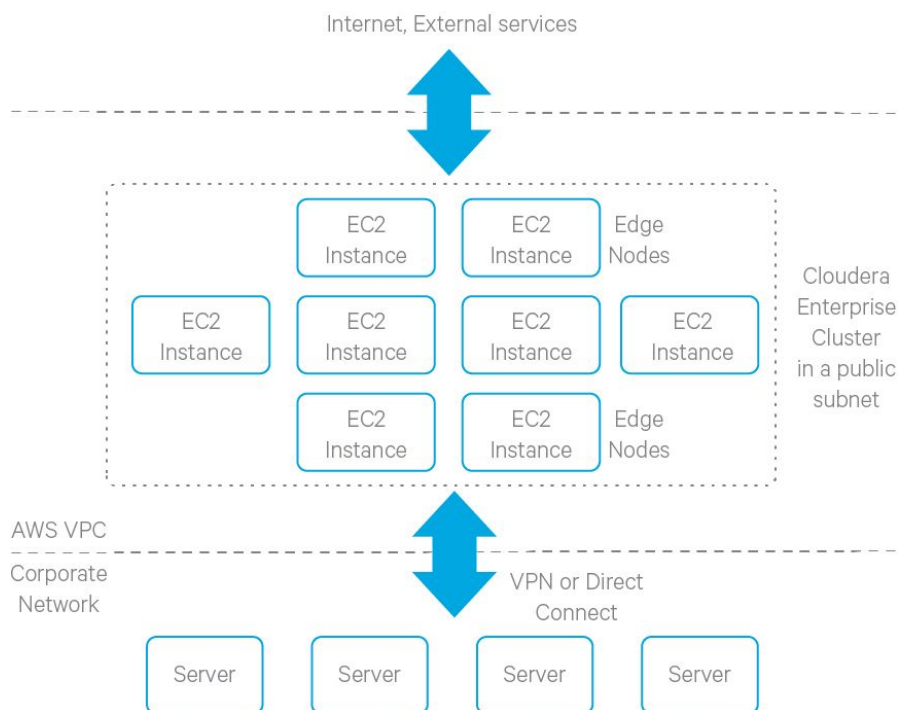 Internet, External services
EC2
Instance
EC2
Instance
Edge
Nodes
EC2
Instance
EC2
Instance
EC2
Instance
EC2
Instance
Cloudera
Enterprise
Cluster
in a public
subnet
EC2
Instance
EC2
Instance
Edge
Nodes
AWS VPC
Corporate
Network
VPN or Direct
Connect
Server
Server
Server
Server